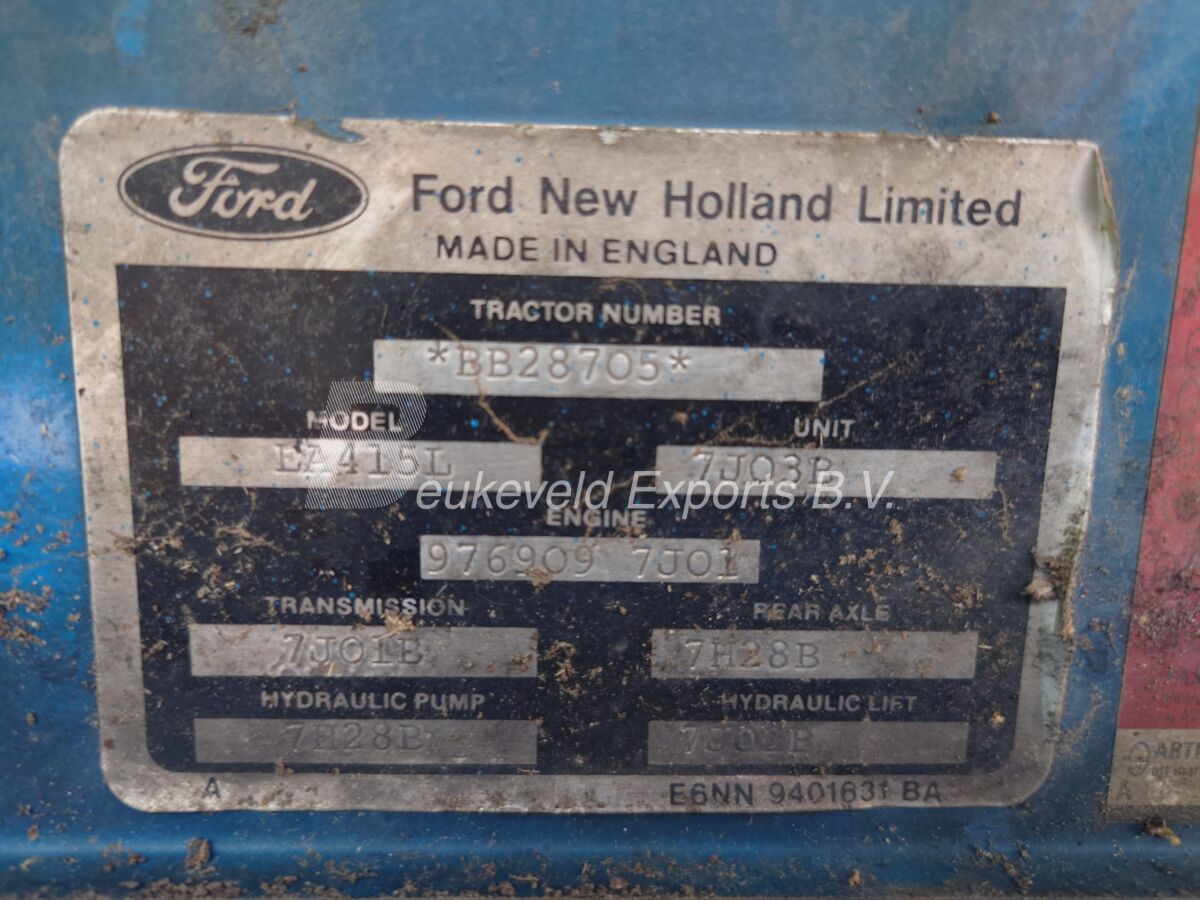 Ford
Ford New Holland Limited
MADE IN ENGLAND
TRACTOR NUMBER
*BB28705*
MODEL UNIT
EA415L 7J03B
Beukeveld Exports B.V.
ENGINE
976909 7J01
TRANSMISSION REAR AXLE
7J01B 7H28B
HYDRAULIC PUMP HYDRAULIC LIFT
7H28B 7J02B
A E6NN 9401631 BA
A